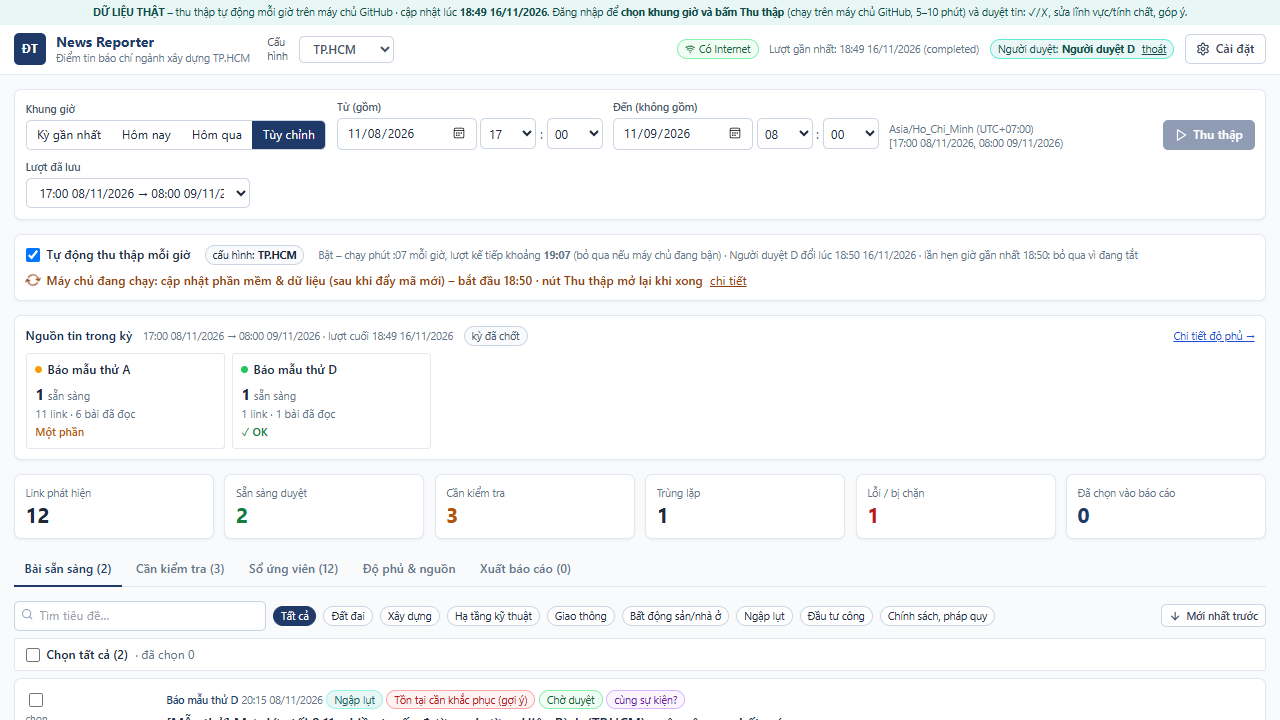 DỮ LIỆU THẬT – thu thập tự động mỗi giờ trên máy chủ GitHub · cập nhật lúc 18:49 16/11/2026. Đăng nhập để chọn khung giờ và bấm Thu thập (chạy trên máy chủ GitHub, 5–10 phút) và duyệt tin: ✓/X, sửa lĩnh vực/tính chất, góp ý.
ĐT
News Reporter
Điểm tin báo chí ngành xây dựng TP.HCM
Cấu hình
TP.HCM
Có Internet
Lượt gần nhất: 18:49 16/11/2026 (completed)
Người duyệt: Người duyệt D thoát
Cài đặt
Khung giờ
Kỳ gần nhất Hôm nay Hôm qua Tùy chỉnh
Từ (gồm)
11/08/2026 17 : 00
Đến (không gồm)
11/09/2026 08 : 00
Asia/Ho_Chi_Minh (UTC+07:00)
[17:00 08/11/2026, 08:00 09/11/2026)
Thu thập
Lượt đã lưu
17:00 08/11/2026 → 08:00 09/11/2
Tự động thu thập mỗi giờ cấu hình: TP.HCM Bật – chạy phút :07 mỗi giờ, lượt kế tiếp khoảng 19:07 (bỏ qua nếu máy chủ đang bận) · Người duyệt D đổi lúc 18:50 16/11/2026 · lần hẹn giờ gần nhất 18:50: bỏ qua vì đang tắt
Máy chủ đang chạy: cập nhật phần mềm & dữ liệu (sau khi đẩy mã mới) – bắt đầu 18:50 · nút Thu thập mở lại khi xong chi tiết
Nguồn tin trong kỳ 17:00 08/11/2026 → 08:00 09/11/2026 · lượt cuối 18:49 16/11/2026 kỳ đã chốt Chi tiết độ phủ →
Báo mẫu thử A
1 sẵn sàng
11 link · 6 bài đã đọc
Một phần
Báo mẫu thử D
1 sẵn sàng
1 link · 1 bài đã đọc
✓ OK
Link phát hiện
12
Sẵn sàng duyệt
2
Cần kiểm tra
3
Trùng lặp
1
Lỗi / bị chặn
1
Đã chọn vào báo cáo
0
Bài sẵn sàng (2) Cần kiểm tra (3) Sổ ứng viên (12) Độ phủ & nguồn Xuất báo cáo (0)
Tìm tiêu đề...
Tất cả Đất đai Xây dựng Hạ tầng kỹ thuật Giao thông Bất động sản/nhà ở Ngập lụt Đầu tư công Chính sách, pháp quy
Mới nhất trước
Chọn tất cả (2) · đã chọn 0
Báo mẫu thử D 20:15 08/11/2026 Ngập lụt Tồn tại cần khắc phục (gợi ý) Chờ duyệt cùng sự kiện?